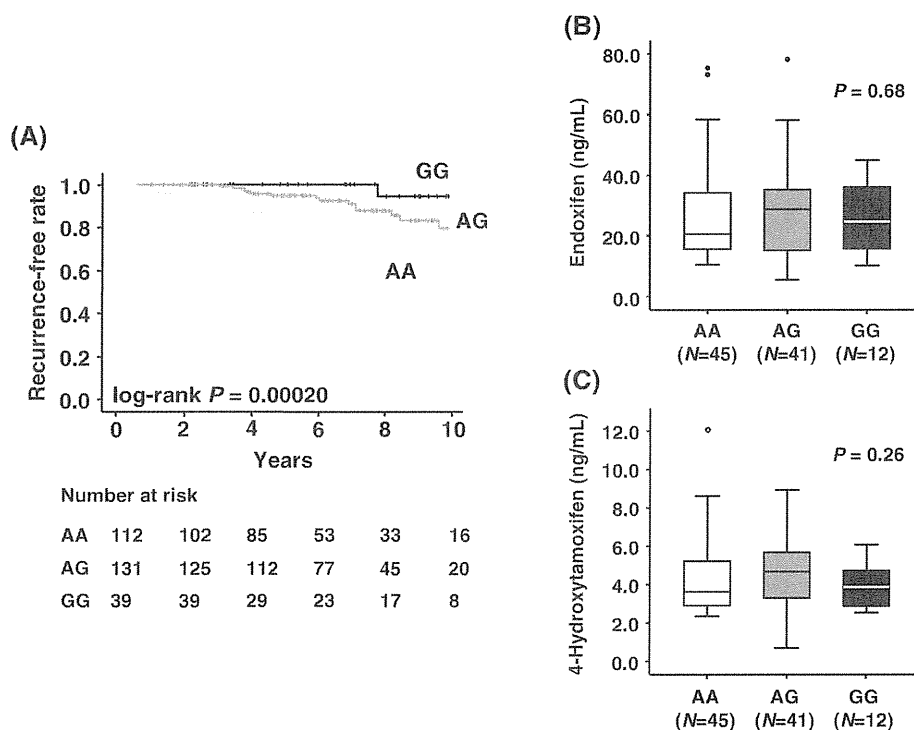 (A)
Recurrence-free rate
1.0
0.8
0.6
0.4
0.2
0.0
GG
AG
AA
log-rank P = 0.00020
0 2 4 6 8 10
Years
Number at risk
AA 112 102 85 53 33 16
AG 131 125 112 77 45 20
GG 39 39 29 23 17 8
(B)
Endoxifen (ng/mL)
80.0
60.0
40.0
20.0
0.0
P = 0.68
AA AG GG
(N=45) (N=41) (N=12)
(C)
4-Hydroxytamoxifen (ng/mL)
12.0
10.0
8.0
6.0
4.0
2.0
0.0
P = 0.26
AA AG GG
(N=45) (N=41) (N=12)